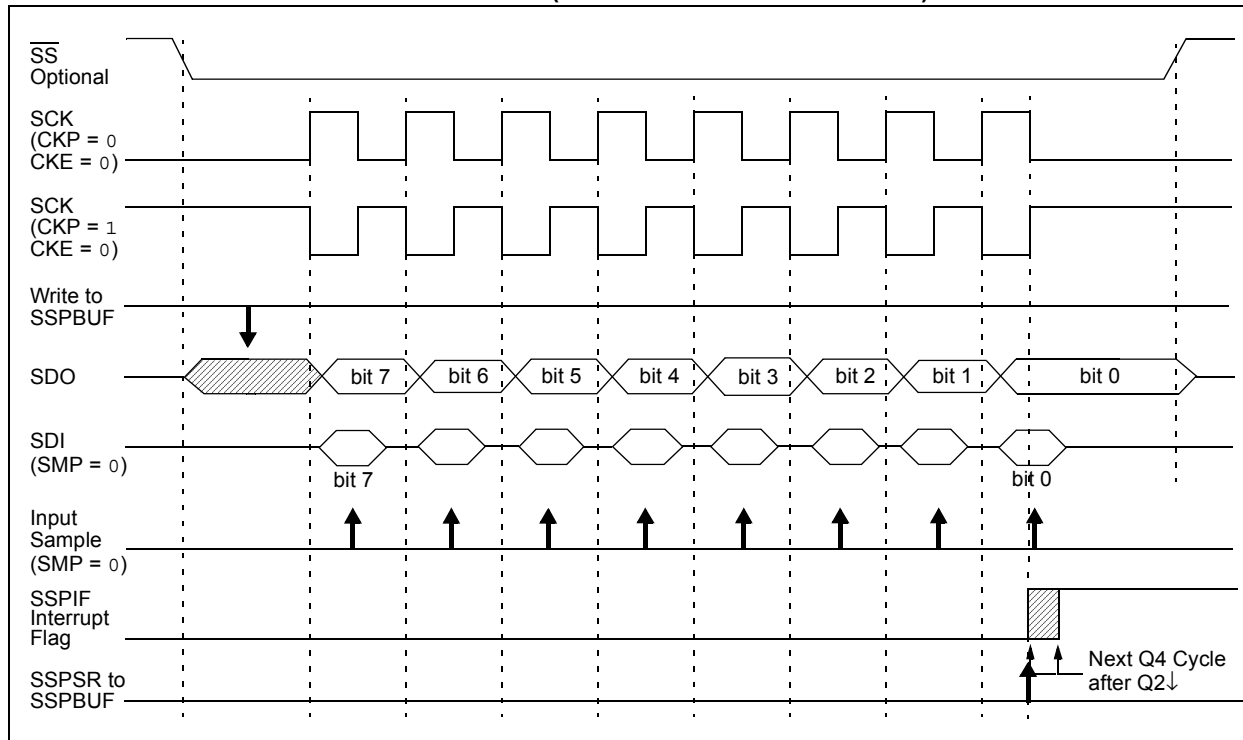 SS
Optional
SCK
(CKP = 0
CKE = 0)
SCK
(CKP = 1
CKE = 0)
Write to
SSPBUF
SDO
bit 7 bit 6 bit 5 bit 4 bit 3 bit 2 bit 1 bit 0
SDI
(SMP = 0)
bit 7 bit 0
Input
Sample
(SMP = 0)
SSPIF
Interrupt
Flag
SSPSR to
SSPBUF
Next Q4 Cycle
after Q2↓